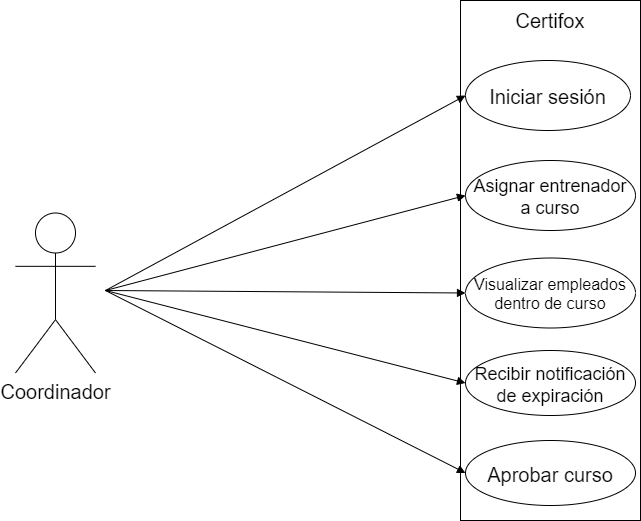 Certifox
Iniciar sesión
Asignar entrenador
a curso
Visualizar empleados
dentro de curso
Recibir notificación
de expiración
Aprobar curso
Coordinador